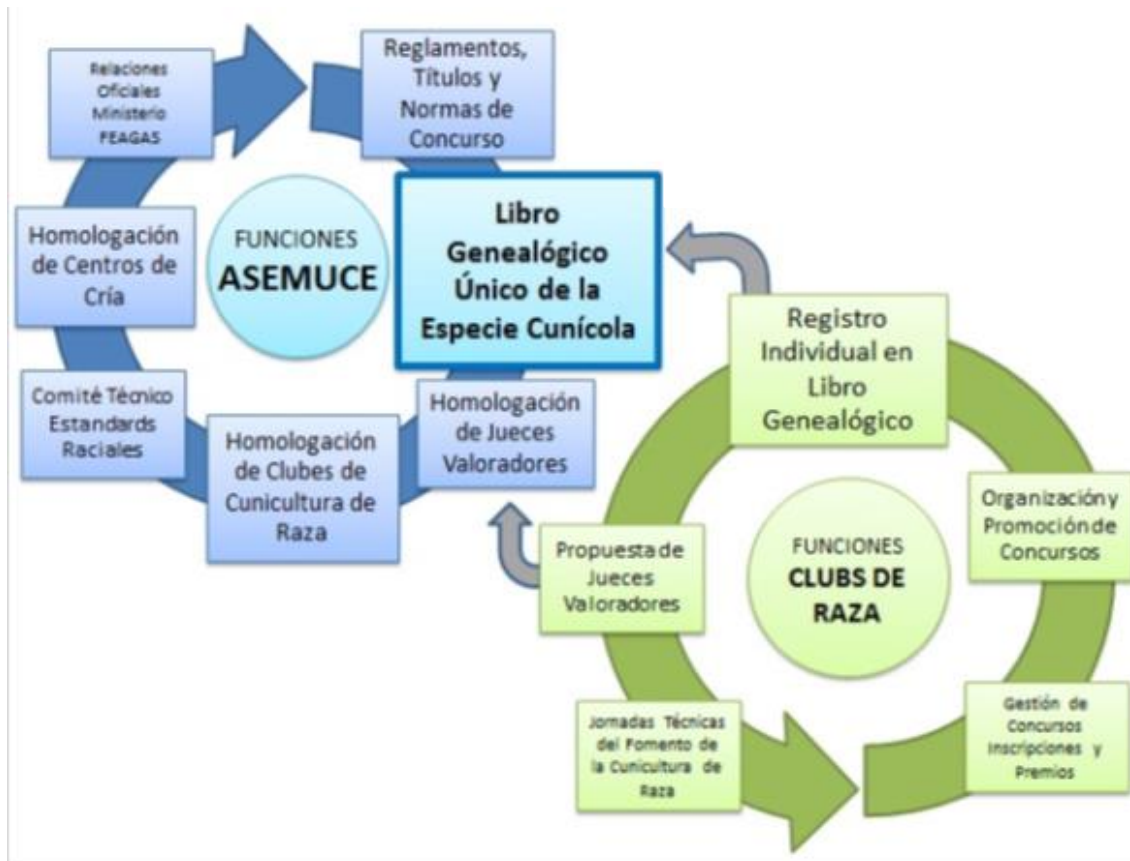 Relaciones
Oficiales
Ministerio
FEAGAS
Reglamentos,
Títulos y
Normas de
Concurso
Homologación
de Centros de
Cría
FUNCIONES
ASEMUCE
Libro
Genealógico
Único de la
Especie Cunícola
Comité Técnico
Estandards
Raciales
Homologación
de Clubes de
Cunicultura de
Raza
Homologación
de Jueces
Valoradores
Registro
Individual en
Libro
Genealógico
Organización y
Promoción de
Concursos
Propuesta de
Jueces
Valoradores
FUNCIONES
CLUBS DE
RAZA
Jornadas Técnicas
del Fomento de
la Cunicultura de
Raza
Gestión de
Concursos
Inscripciones y
Premios